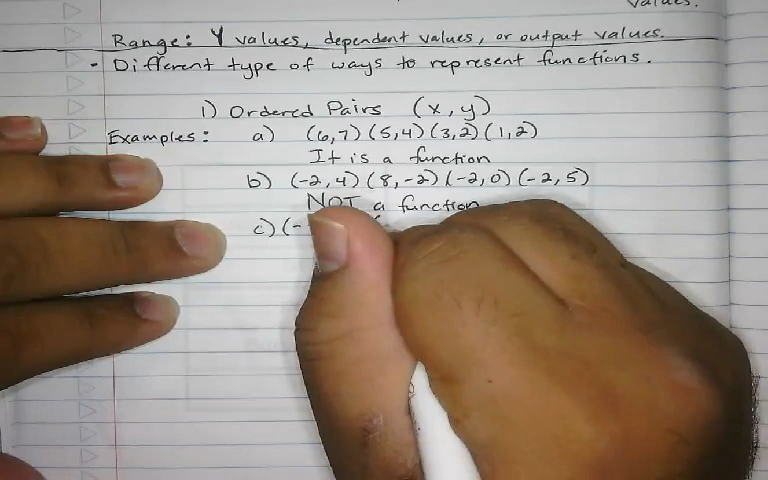 values.
Range: Y values, dependent values, or output values.
- Different type of ways to represent functions.
1) Ordered Pairs (x, y)
Examples: a) (6,7) (5,4) (3,2) (1,2)
It is a function
b) (-2, 4) (8, -2) (-2, 0) (-2, 5)
NOT a function
c) (-